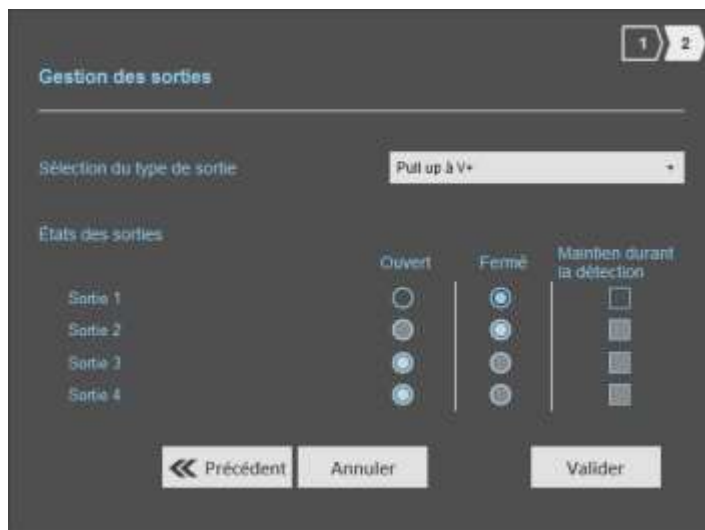 1 2
Gestion des sorties
Sélection du type de sortie Pull up à V+
États des sorties
Ouvert Fermé Maintien durant
la détection
Sortie 1
Sortie 2
Sortie 3
Sortie 4
Précédent Annuler Valider